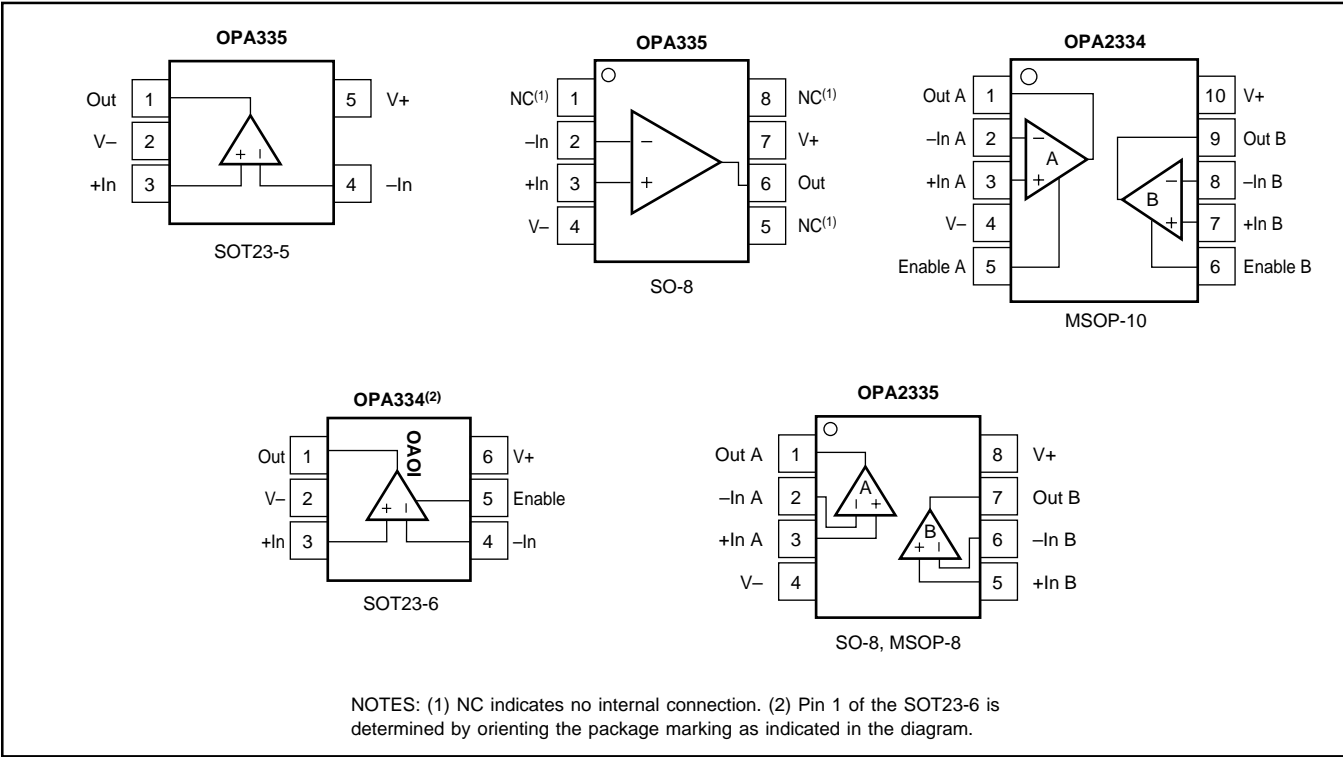 OPA335
Out 1
V– 2
+In 3
5 V+
4 –In
+ –
SOT23-5
OPA335
NC(1) 1
–In 2
+In 3
V– 4
8 NC(1)
7 V+
6 Out
5 NC(1)
–
+
SO-8
OPA2334
Out A 1
–In A 2
+In A 3
V– 4
Enable A 5
10 V+
9 Out B
8 –In B
7 +In B
6 Enable B
–
A
+
–
B
+
MSOP-10
OPA334(2)
Out 1
V– 2
+In 3
6 V+
5 Enable
4 –In
OAOI
+ –
SOT23-6
OPA2335
Out A 1
–In A 2
+In A 3
V– 4
8 V+
7 Out B
6 –In B
5 +In B
A
– +
B
+ –
SO-8, MSOP-8
NOTES: (1) NC indicates no internal connection. (2) Pin 1 of the SOT23-6 is
determined by orienting the package marking as indicated in the diagram.